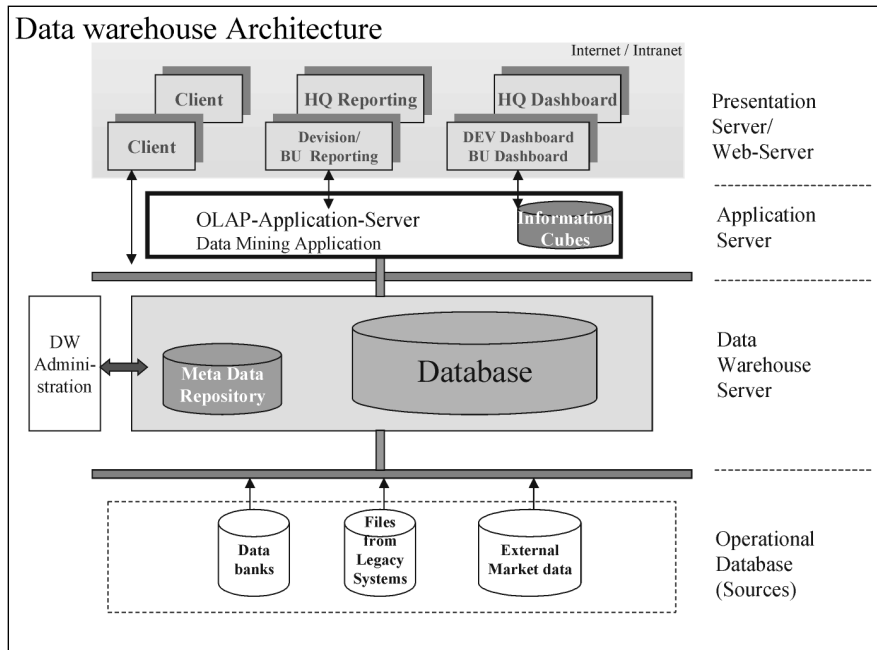 Data warehouse Architecture
Internet / Intranet
Client
HQ Reporting
HQ Dashboard
Client
Devision/
BU Reporting
DEV Dashboard
BU Dashboard
Presentation
Server/
Web-Server
OLAP-Application-Server
Data Mining Application
Information
Cubes
Application
Server
DW
Admini-
stration
Meta Data
Repository
Database
Data
Warehouse
Server
Data
banks
Files
from
Legacy
Systems
External
Market data
Operational
Database
(Sources)